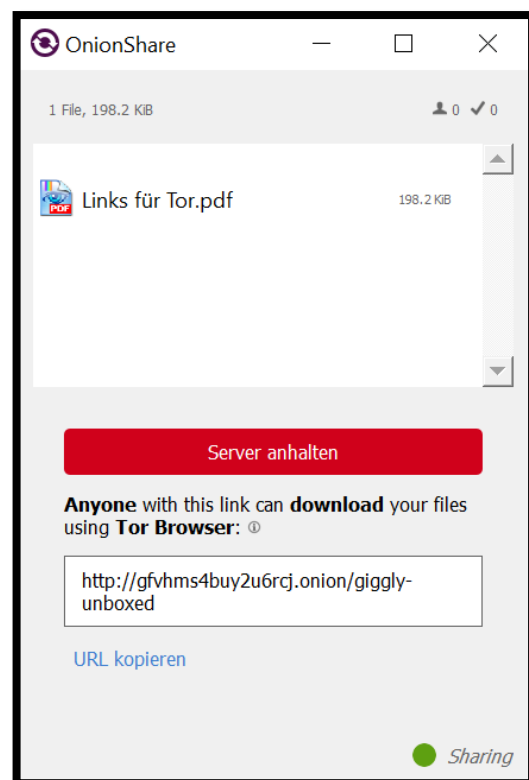 OnionShare
1 File, 198.2 KiB
0 0
Links für Tor.pdf 198.2 KiB
Server anhalten
Anyone with this link can download your files
using Tor Browser:
http://gfvhms4buy2u6rcj.onion/giggly-
unboxed
URL kopieren
Sharing